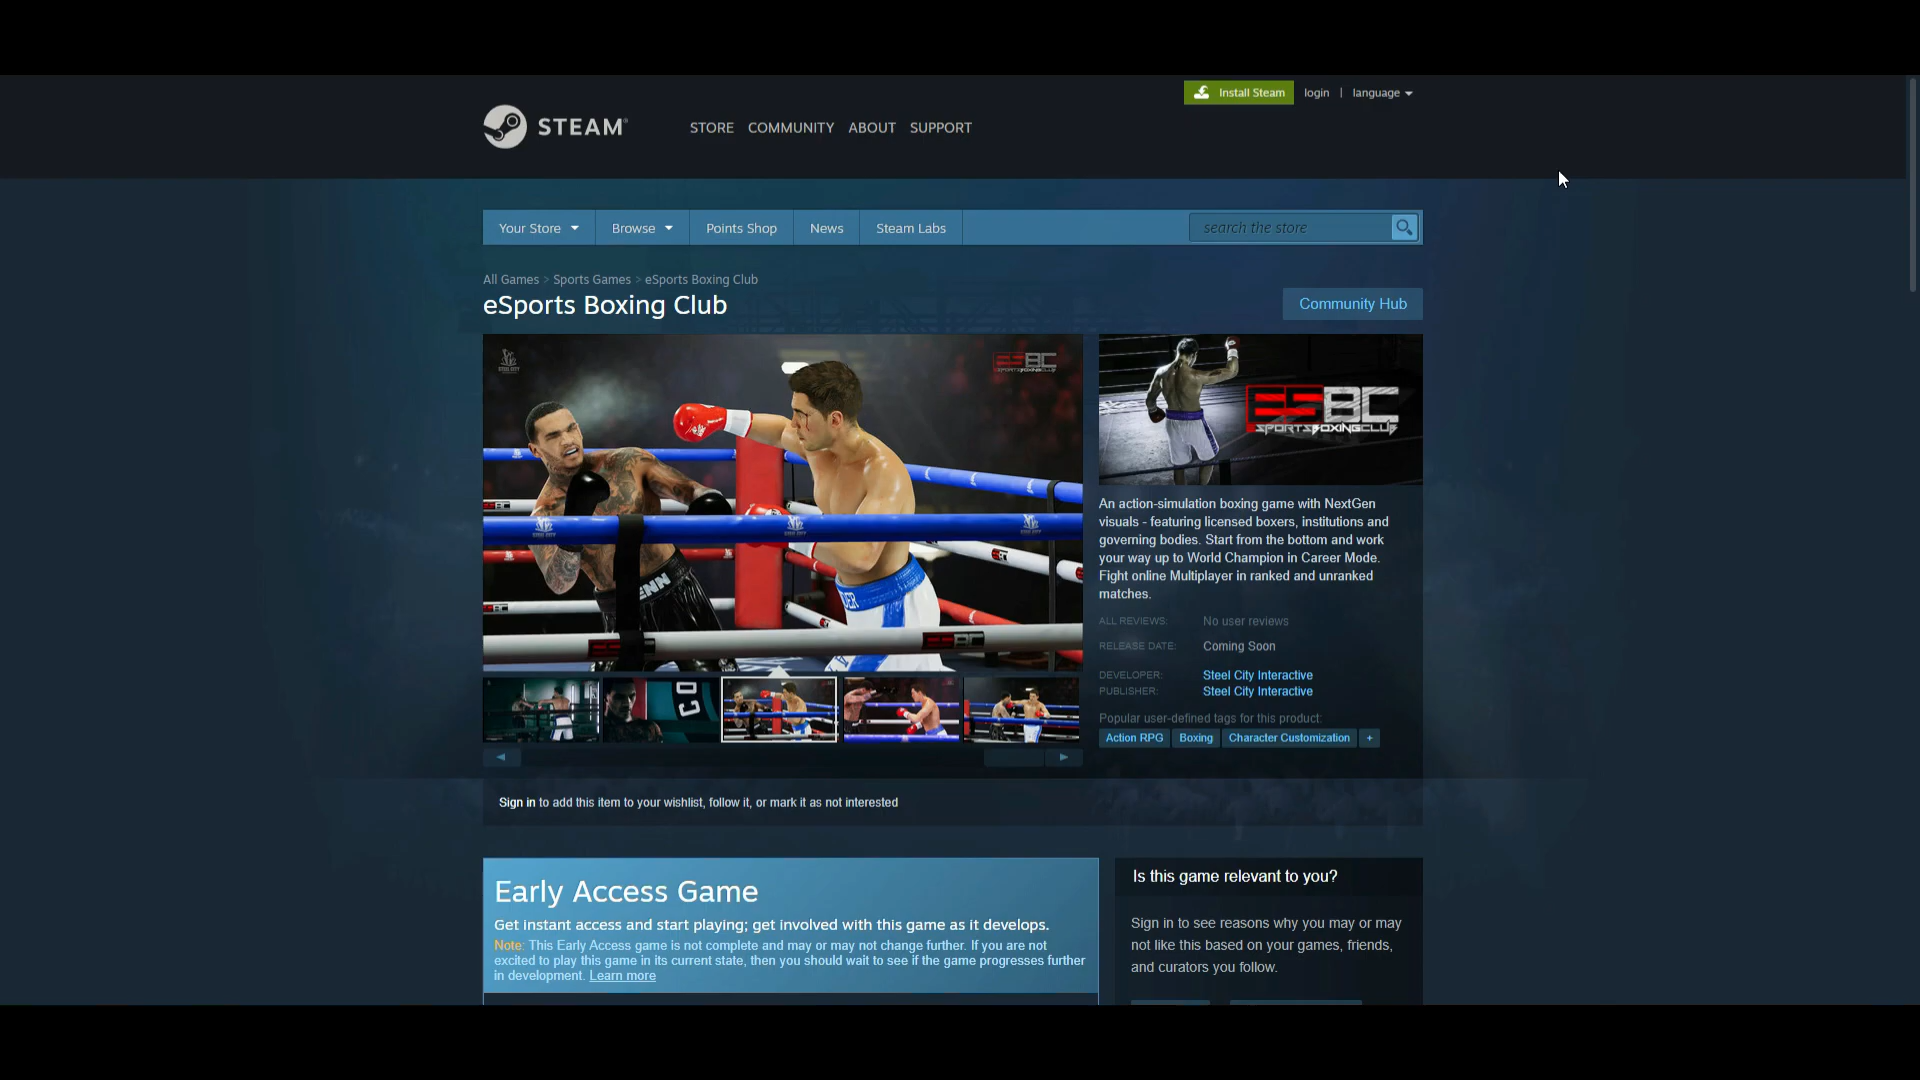 Install Steam
login | language
STEAM
STORE COMMUNITY ABOUT SUPPORT
Your Store Browse Points Shop News Steam Labs
search the store
All Games > Sports Games > eSports Boxing Club
eSports Boxing Club
Community Hub
ESBC
ESBC
ESPORTSBOXINGCLUB
An action-simulation boxing game with NextGen
visuals - featuring licensed boxers, institutions and
governing bodies. Start from the bottom and work
your way up to World Champion in Career Mode.
Fight online Multiplayer in ranked and unranked
matches.
ALL REVIEWS: No user reviews
RELEASE DATE: Coming Soon
DEVELOPER: Steel City Interactive
PUBLISHER: Steel City Interactive
Popular user-defined tags for this product:
Action RPG Boxing Character Customization +
Sign in to add this item to your wishlist, follow it, or mark it as not interested
Early Access Game
Get instant access and start playing; get involved with this game as it develops.
Note: This Early Access game is not complete and may or may not change further. If you are not
excited to play this game in its current state, then you should wait to see if the game progresses further
in development. Learn more
Is this game relevant to you?
Sign in to see reasons why you may or may
not like this based on your games, friends,
and curators you follow.